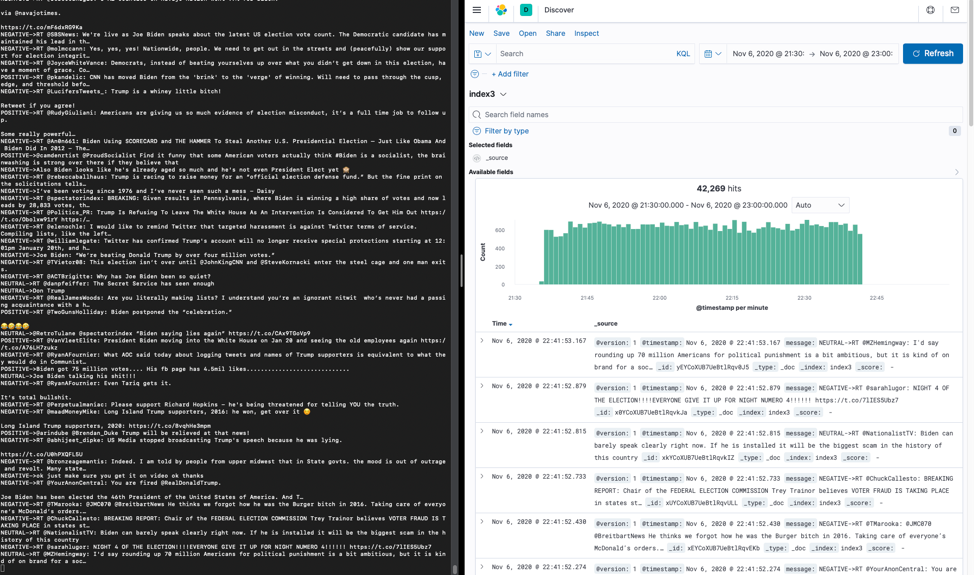 via @navajotimes.
https://t.co/mF6dxRG9Ka
NEGATIVE->RT @SBSNews: We're live as Joe Biden speaks about the latest US election vote count. The Democratic candidate has m
aintained his lead in th…
NEGATIVE->RT @molmccann: Yes, yes, yes! Nationwide, people. We need to get out in the streets and (peacefully) show our supp
ort for election integrit…
NEGATIVE->RT @JoyceWhiteVance: Democrats, instead of beating yourselves up over what you didn't get down in this election, ha
ve a moment of grace. Co…
NEGATIVE->RT @pkandelic: CNN has moved Biden from the 'brink' to the 'verge' of winning. Will need to pass through the cusp,
edge, and threshold befo…
NEGATIVE->RT @LucifersTweets_: Trump is a whiney little bitch!
Retweet if you agree!
POSITIVE->RT @RudyGiuliani: Americans are giving us so much evidence of election misconduct, it's a full time job to follow u
p.
Some really powerful…
NEGATIVE->RT @An0n661: Biden Using SCORECARD and THE HAMMER To Steal Another U.S. Presidential Election — Just Like Obama And
Biden Did In 2012 - The…
POSITIVE->@camdenrtist @ProudSocialist Find it funny that some American voters actually think #Biden is a socialist, the brai
nwashing is strong over there if they believe that
NEGATIVE->Also Biden looks like he's already aged so much and he's not even President Elect yet
NEGATIVE->RT @rebeccaballhaus: Trump is racing to raise money for an "official election defense fund." But the fine print on
the solicitations tells…
NEGATIVE->I've been voting since 1976 and I've never seen such a mess - Daisy
NEGATIVE->RT @spectatorindex: BREAKING: Given results in Pennsylvania, where Biden is winning a high share of votes and now l
eads by 28,833 votes, th…
NEGATIVE->RT @Politics_PR: Trump Is Refusing To Leave The White House As An Intervention Is Considered To Get Him Out https:/
/t.co/Obolxw91rY https:/…
NEGATIVE->RT @elenochle: I would like to remind Twitter that targeted harassment is against Twitter terms of service.
Compiling lists, like the left…
NEGATIVE->RT @williamlegate: Twitter has confirmed Trump's account will no longer receive special protections starting at 12:
01pm January 20th, and h…
NEGATIVE->Joe Biden: "We're beating Donald Trump by over four million votes."
NEGATIVE->RT @TVietor08: This election isn't over until @JohnKingCNN and @SteveKornacki enter the steel cage and one man exit
s.
NEGATIVE->RT @ACTBrigitte: Why has Joe Biden been so quiet?
NEUTRAL->RT @danpfeiffer: The Secret Service has seen enough
NEUTRAL->Don Trump
NEGATIVE->RT @RealJamesWoods: Are you literally making lists? I understand you're an ignorant nitwit who's never had a passi
ng acquaintance with a h…
NEGATIVE->RT @TwoGunsHolliday: Biden postponed the "celebration."
NEUTRAL->@RetroTulane @spectatorindex "Biden saying lies again" https://t.co/CAx9TGoVp9
POSITIVE->RT @VanVleetElite: President Biden moving into the White House on Jan 20 and seeing the old employees again https:/
/t.co/A76LH7zukz
NEGATIVE->RT @RyanAFournier: What AOC said today about logging tweets and names of Trump supporters is equivalent to what the
y would do in Communist…
POSITIVE->Biden got 75 million votes.... His fb page has 4.5mil likes.............................
NEUTRAL->Joe Biden talking his shit!!!
NEGATIVE->RT @RyanAFournier: Even Tariq gets it.
It's total bullshit.
NEGATIVE->RT @Perpetualmaniac: Please support Richard Hopkins — he's being threatened for telling YOU the truth.
NEGATIVE->RT @maadMoneyMike: Long Island Trump supporters, 2016: he won, get over it
Long Island Trump supporters, 2020: https://t.co/8vqhHe3mpm
POSITIVE->@azindube @Brendan_Duke Trump will be relieved at his news!
NEGATIVE->RT @abhijeet_dipke: US Media stopped broadcasting Trump's speech because he was lying.
https://t.co/U0hPXQFLSU
NEGATIVE->RT @bronzeagemantis: Indeed. I am told by people from upper midwest that in State govts. the mood is out of outrage
and revolt. Many state…
NEGATIVE->ok just make sure you get it on video ok thanks
NEGATIVE->RT @YourAnonCentral: You are fired @RealDonaldTrump.
Joe Biden has been elected the 46th President of the United States of America. And T…
NEGATIVE->RT @TMarooka: @JMC070 @BreitbartNews He thinks we forgot how he was the Burger bitch in 2016. Taking care of everyo
ne's McDonald's orders.…
NEGATIVE->RT @ChuckCallesto: BREAKING REPORT: Chair of the FEDERAL ELECTION COMMISSION Trey Trainor believes VOTER FRAUD IS T
AKING PLACE in states st…
NEUTRAL->RT @NationalistTV: Biden can barely speak clearly right now. If he is installed it will be the biggest scam in the h
istory of this country
NEGATIVE->RT @sarahlugor: NIGHT 4 OF THE ELECTION!!!!EVERYONE GIVE IT UP FOR NIGHT NUMERO 4!!!!!! https://t.co/7lIES5Ubz7
NEUTRAL->RT @MZHemingway: I'd say rounding up 70 million Americans for political punishment is a bit ambitious, but it is kin
d of on brand for a soc…
D
Discover
New Save Open Share Inspect
Search KQL
Nov 6, 2020 @ 21:30: → Nov 6, 2020 @ 23:00:
Refresh
+ Add filter
index3
Search field names
Filter by type 0
Selected fields
_source
Available fields
42,269 hits
Nov 6, 2020 @ 21:30:00.000 - Nov 6, 2020 @ 23:00:00.000 Auto
Count
600
400
200
0
21:30 21:45 22:00 22:15 22:30 22:45
@timestamp per minute
Time _source
Nov 6, 2020 @ 22:41:53.167 @version: 1 @timestamp: Nov 6, 2020 @ 22:41:53.167 message: NEUTRAL->RT @MZHemingway: I'd say
rounding up 70 million Americans for political punishment is a bit ambitious, but it is kind of
on brand for a soc… _id: yEYCoXUB7UeBtlRqv8J5 _type: _doc _index: index3 _score: -
Nov 6, 2020 @ 22:41:52.879 @version: 1 @timestamp: Nov 6, 2020 @ 22:41:52.879 message: NEGATIVE->RT @sarahlugor: NIGHT 4 OF
THE ELECTION!!!!EVERYONE GIVE IT UP FOR NIGHT NUMERO 4!!!!!! https://t.co/7lIES5Ubz7
_id: x0YCoXUB7UeBtlRqvkJa _type: _doc _index: index3 _score: -
Nov 6, 2020 @ 22:41:52.815 @version: 1 @timestamp: Nov 6, 2020 @ 22:41:52.815 message: NEUTRAL->RT @NationalistTV: Biden can
barely speak clearly right now. If he is installed it will be the biggest scam in the history of
this country _id: xkYCoXUB7UeBtlRqvkIZ _type: _doc _index: index3 _score: -
Nov 6, 2020 @ 22:41:52.733 @version: 1 @timestamp: Nov 6, 2020 @ 22:41:52.733 message: NEGATIVE->RT @ChuckCallesto: BREAKING
REPORT: Chair of the FEDERAL ELECTION COMMISSION Trey Trainor believes VOTER FRAUD IS TAKING PLACE
in states st… _id: xUYCoXUB7UeBtlRqvULL _type: _doc _index: index3 _score: -
Nov 6, 2020 @ 22:41:52.430 @version: 1 @timestamp: Nov 6, 2020 @ 22:41:52.430 message: NEGATIVE->RT @TMarooka: @JMC070
@BreitbartNews He thinks we forgot how he was the Burger bitch in 2016. Taking care of everyone's
McDonald's orders.… _id: xEYCoXUB7UeBtlRqvEKb _type: _doc _index: index3 _score: -
Nov 6, 2020 @ 22:41:52.274 @version: 1 @timestamp: Nov 6, 2020 @ 22:41:52.274 message: NEGATIVE->RT @YourAnonCentral: You are